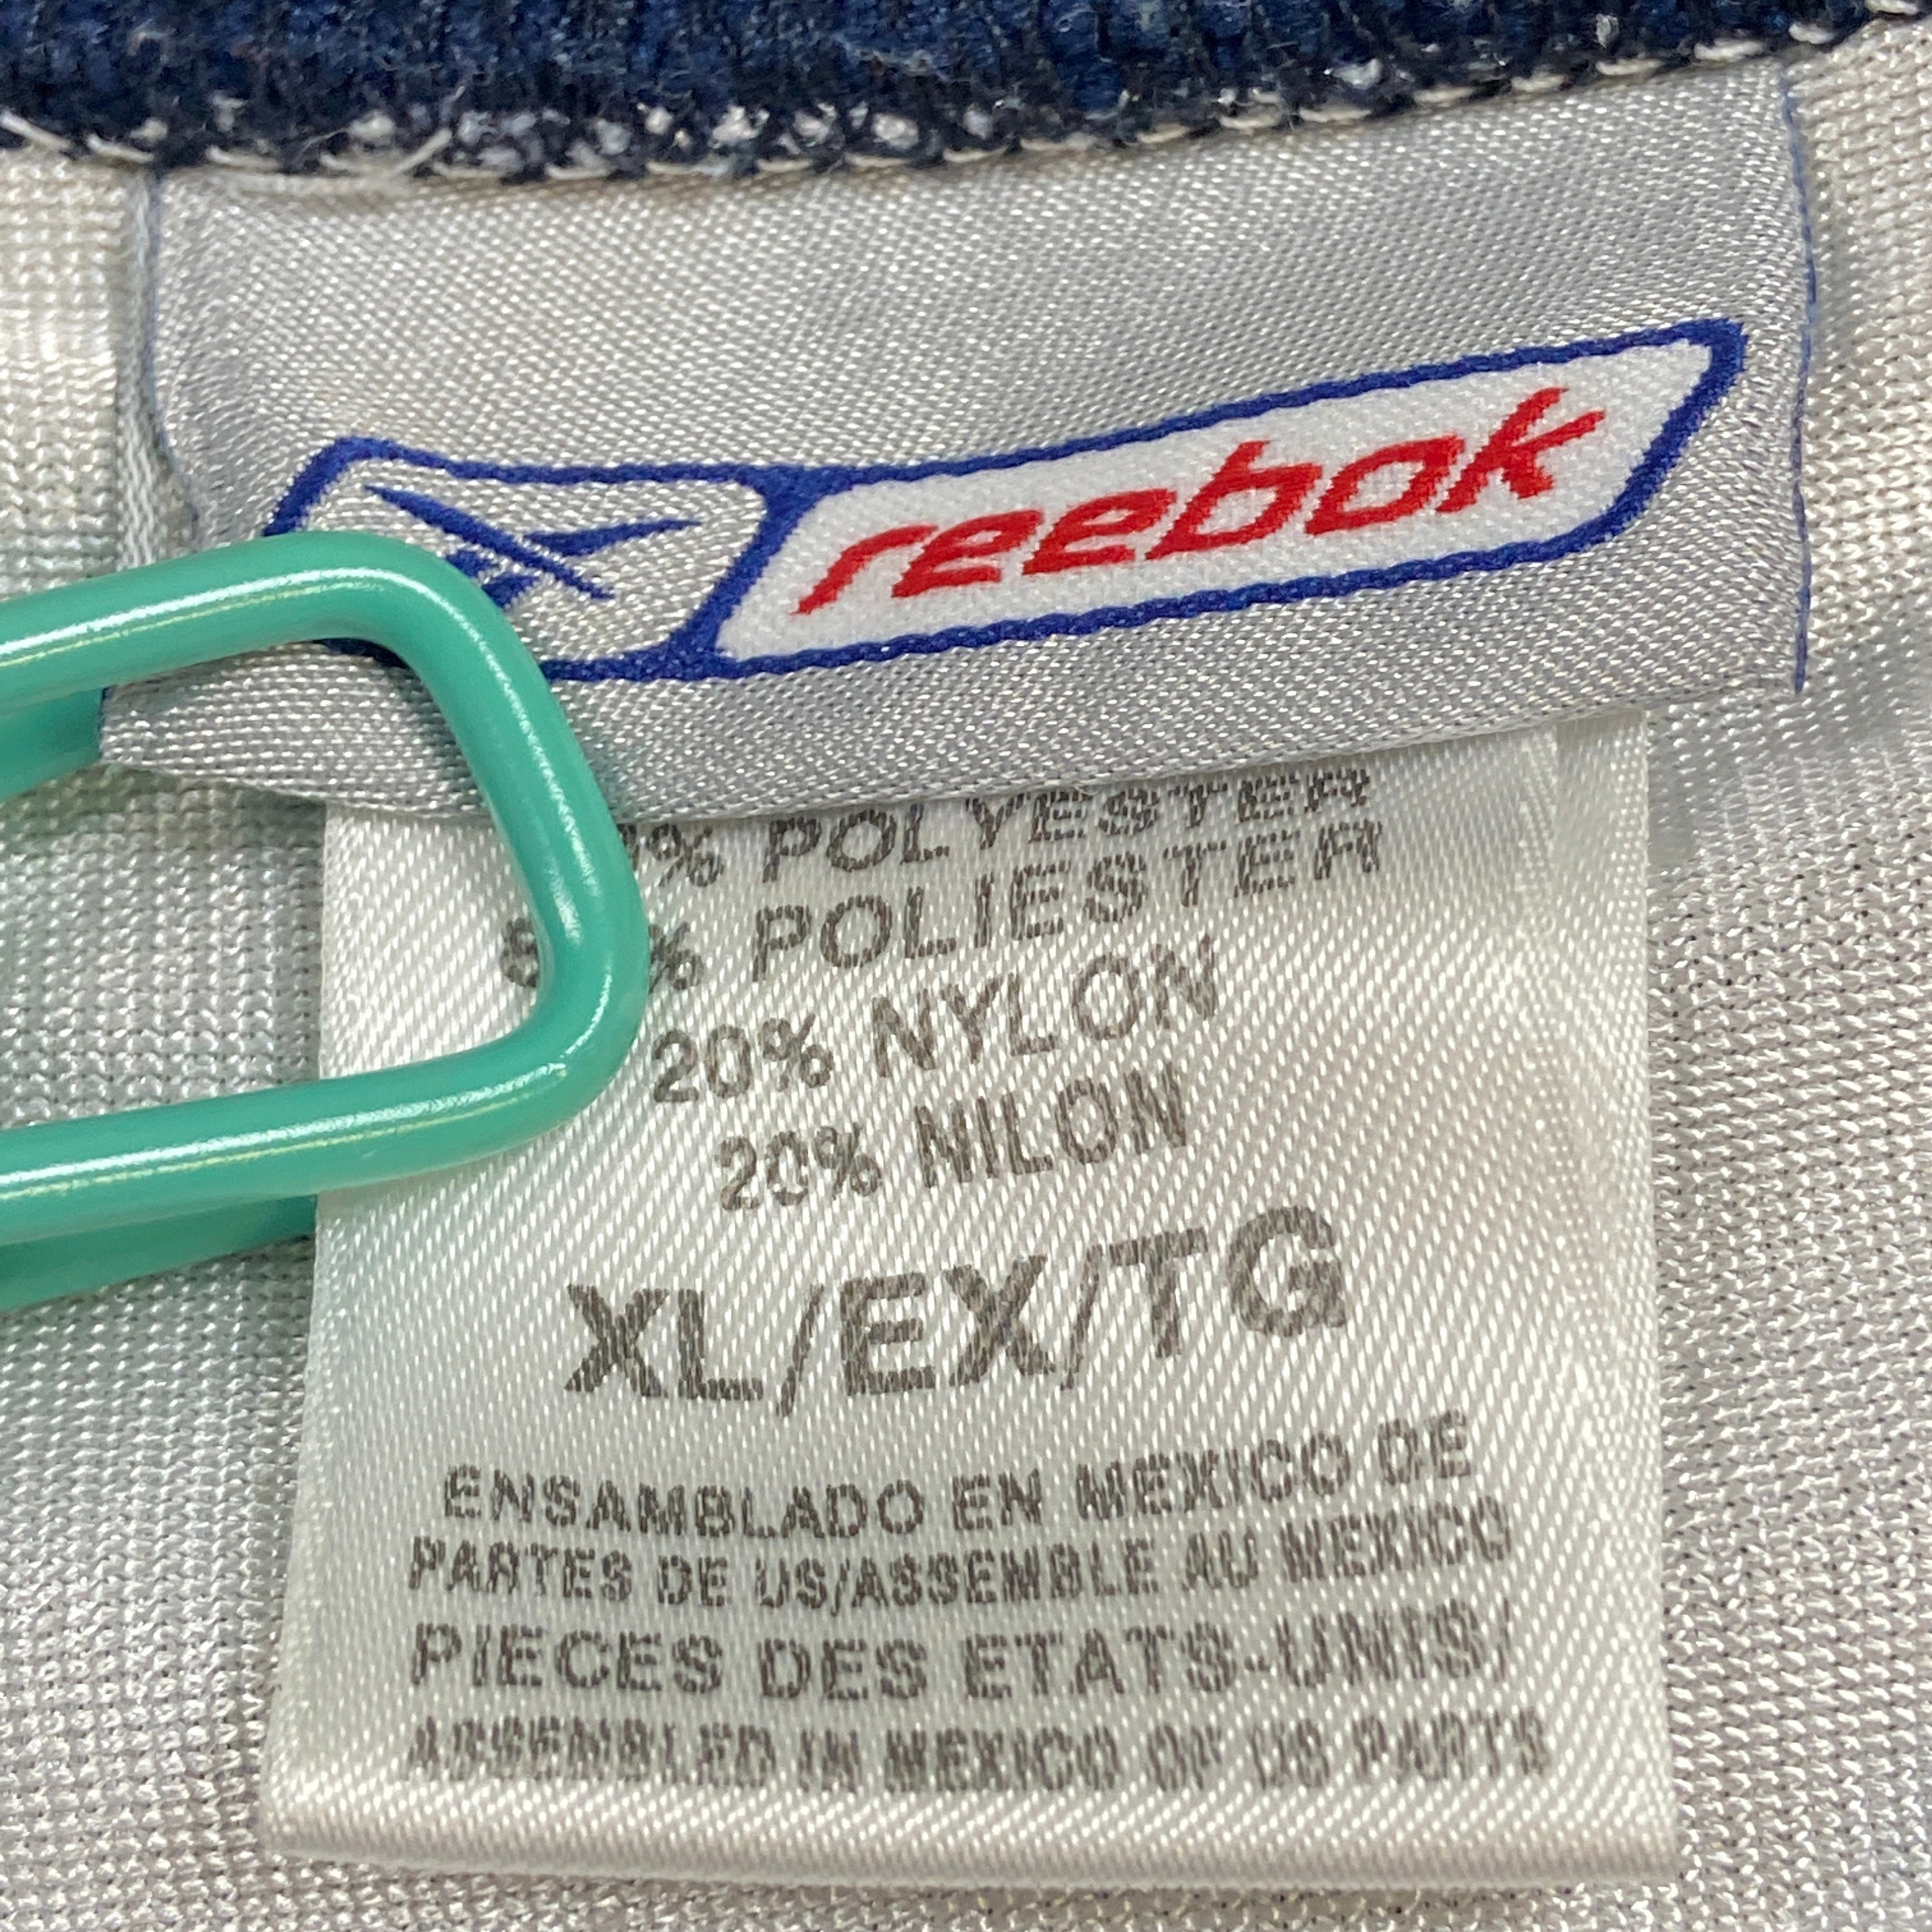 reebok
% POLYESTER
8 % POLIESTER
20% NYLON
20% NILON
XL/EX/TG
ENSAMBLADO EN MEXICO DE
PARTES DE US/ASSEMBLE AU MEXICO
PIECES DES ETATS-UNIS/
ASSEMBLED IN MEXICO OF US PARTS